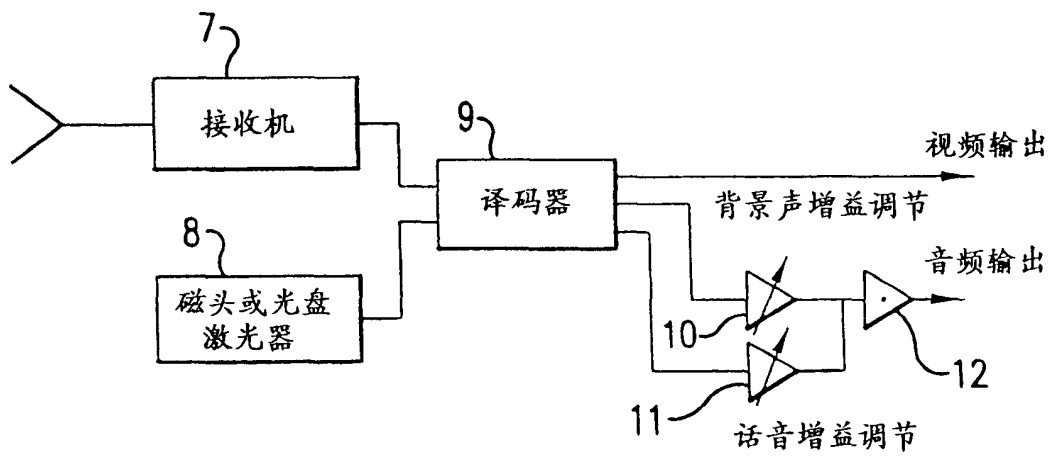 7
接收机
9
视频输出
译码器
背景声增益调节
8
音频输出
磁头或光盘
激光器
10
12
11
话音增益调节